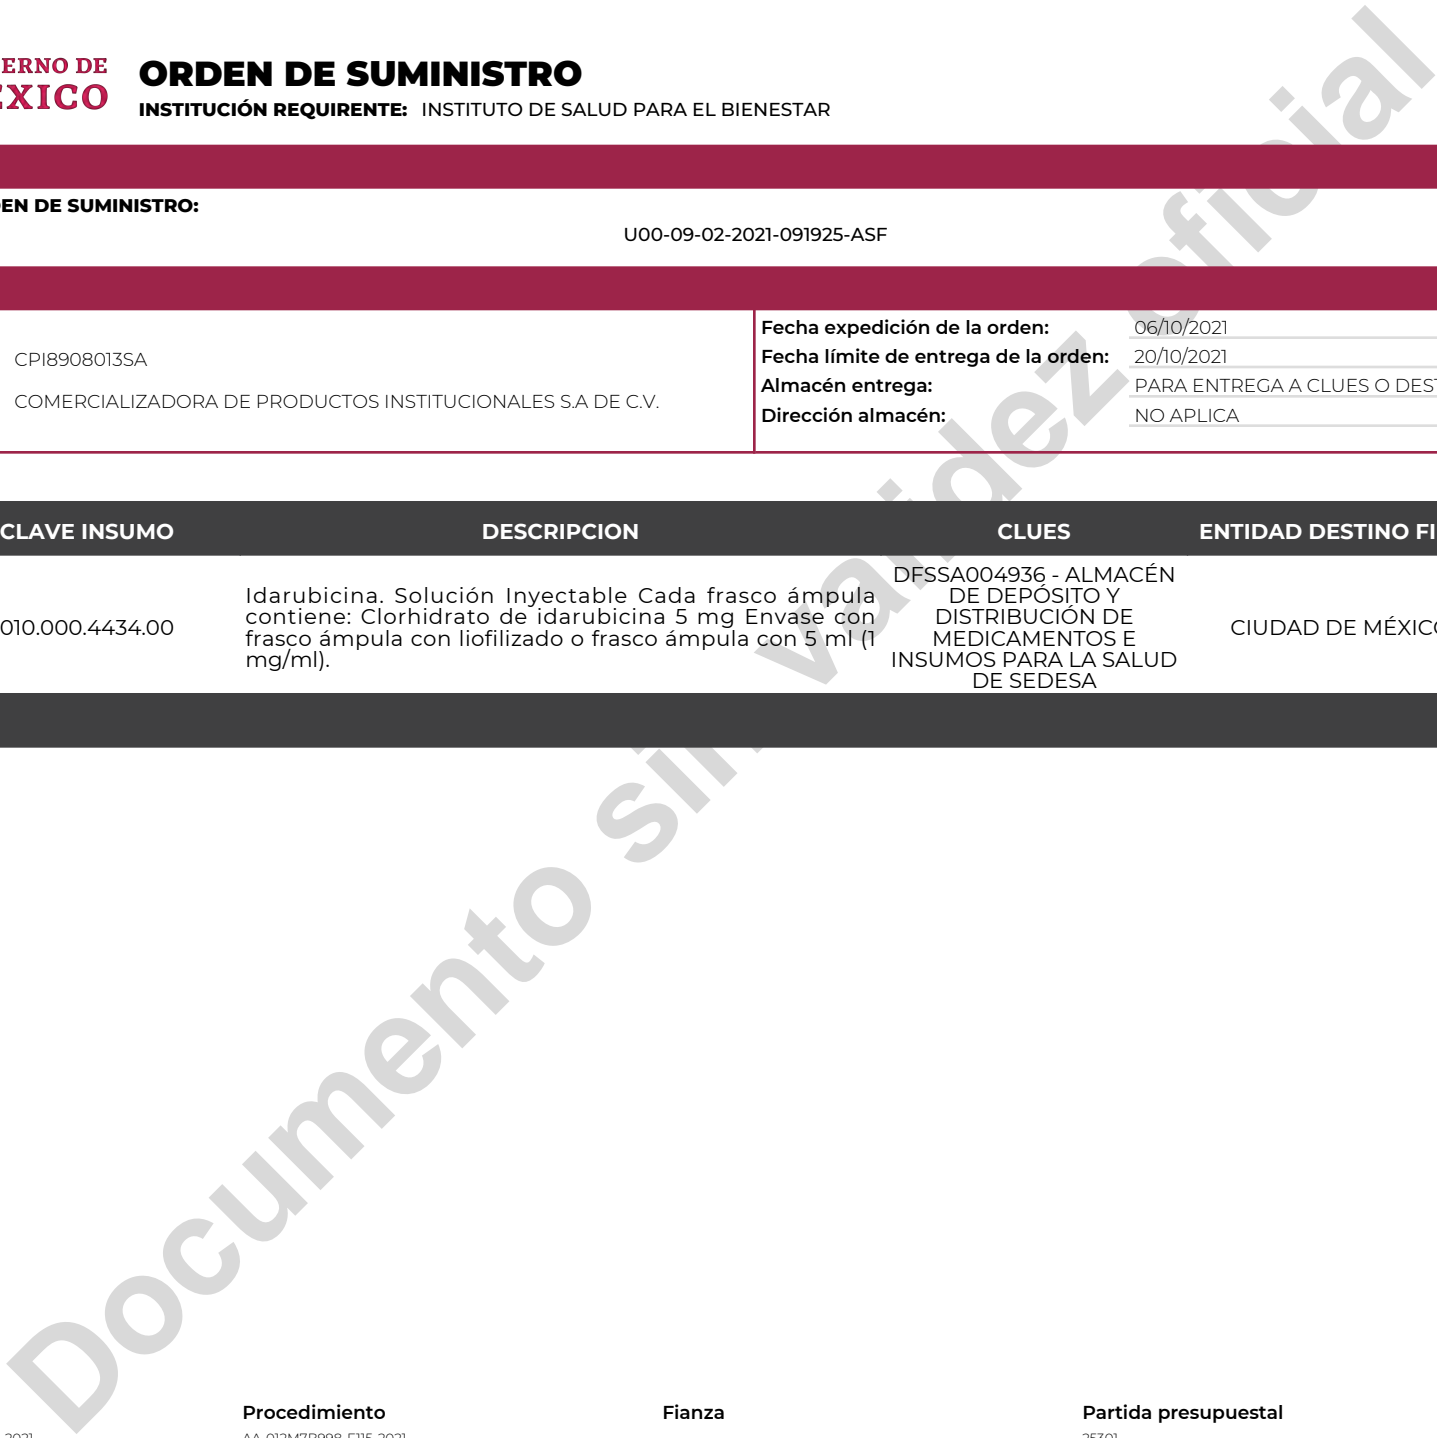 ERNO DE
ORDEN DE SUMINISTRO
INSTITUCIÓN REQUIRENTE: INSTITUTO DE SALUD PARA EL BIENESTAR
EN DE SUMINISTRO:
U00-09-02-2021-091925-ASF
CPI8908013SA
COMERCIALIZADORA DE PRODUCTOS INSTITUCIONALES S.A DE C.V.
Fecha expedición de la orden: 06/10/2021
Fecha límite de entrega de la orden: 20/10/2021
Almacén entrega: PARA ENTREGA A CLUES O DEST
Dirección almacén: NO APLICA
CLAVE INSUMO DESCRIPCION CLUES ENTIDAD DESTINO FI
010.000.4434.00
Idarubicina. Solución Inyectable Cada frasco ámpula
contiene: Clorhidrato de idarubicina 5 mg Envase con
frasco ámpula con liofilizado o frasco ámpula con 5 ml (1
mg/ml).
DFSSA004936 - ALMACÉN
DE DEPÓSITO Y
DISTRIBUCIÓN DE
MEDICAMENTOS E
INSUMOS PARA LA SALUD
DE SEDESA
CIUDAD DE MÉXICO
Documento sin validez oficial
Procedimiento Fianza Partida presupuestal